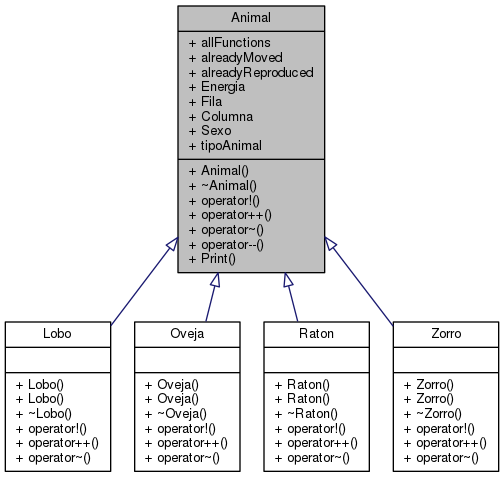 Animal
+ allFunctions
+ alreadyMoved
+ alreadyReproduced
+ Energia
+ Fila
+ Columna
+ Sexo
+ tipoAnimal
+ Animal()
+ ~Animal()
+ operator!()
+ operator++()
+ operator~()
+ operator--()
+ Print()
Lobo
+ Lobo()
+ Lobo()
+ ~Lobo()
+ operator!()
+ operator++()
+ operator~()
Oveja
+ Oveja()
+ Oveja()
+ ~Oveja()
+ operator!()
+ operator++()
+ operator~()
Raton
+ Raton()
+ Raton()
+ ~Raton()
+ operator!()
+ operator++()
+ operator~()
Zorro
+ Zorro()
+ Zorro()
+ ~Zorro()
+ operator!()
+ operator++()
+ operator~()